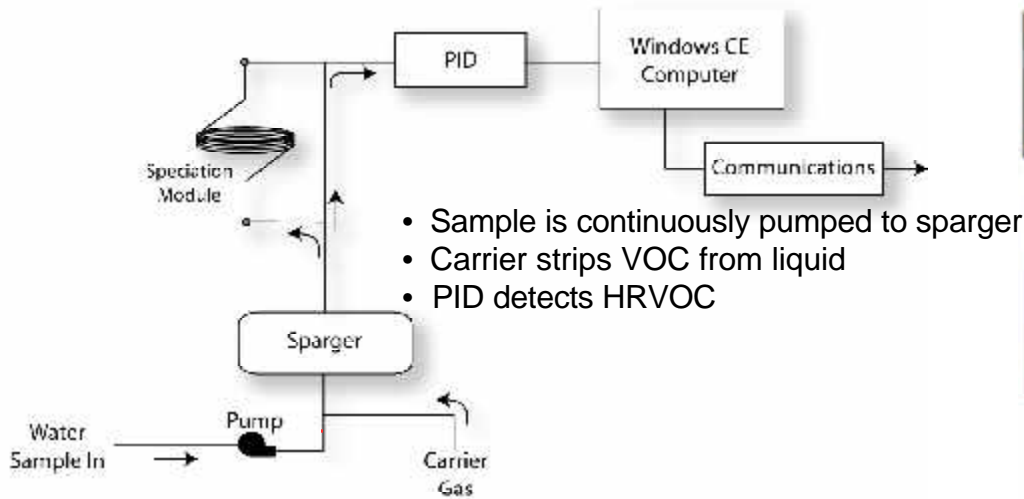 PID
Windows CE
Computer
Speciation
Module
Communications
• Sample is continuously pumped to sparger
• Carrier strips VOC from liquid
• PID detects HRVOC
Sparger
Pump
Water
Sample In
Carrier
Gas